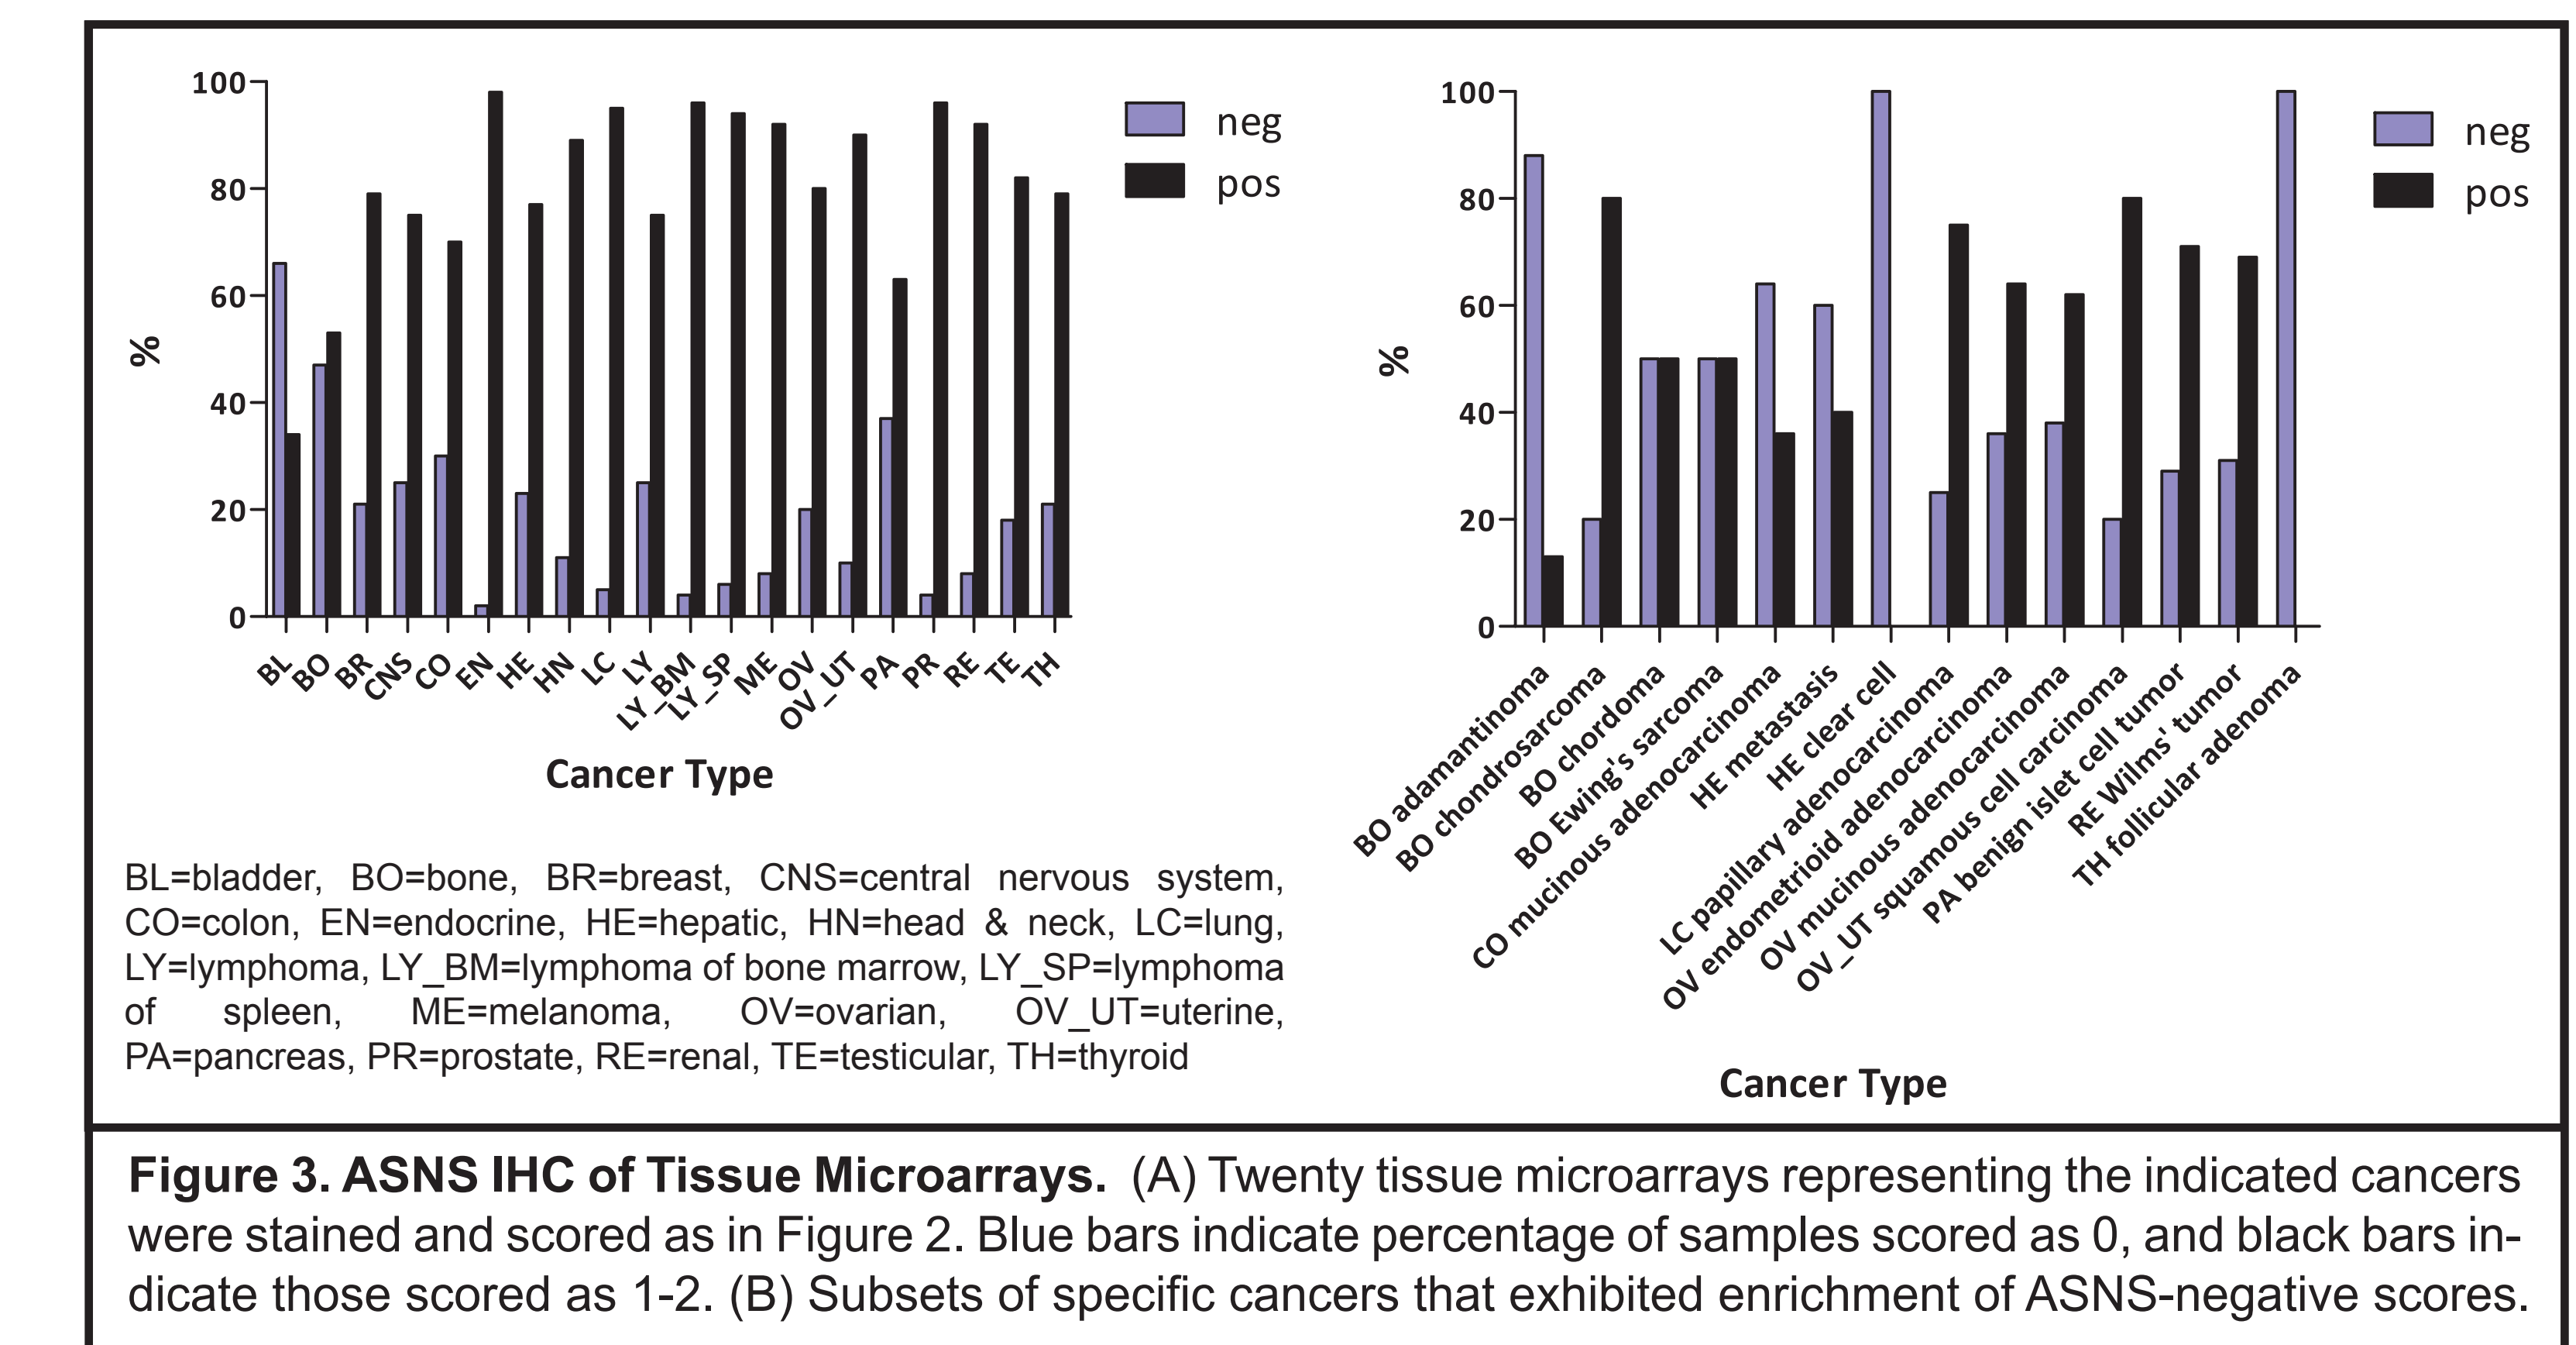 100
80
60
40
20
0
%
neg
pos
BL
BO
BR
CNS
CO
EN
HE
HN
LC
LY
LY_BM
LY_SP
ME
OV
OV_UT
PA
PR
RE
TE
TH
Cancer Type
BL=bladder, BO=bone, BR=breast, CNS=central nervous system,
CO=colon, EN=endocrine, HE=hepatic, HN=head & neck, LC=lung,
LY=lymphoma, LY_BM=lymphoma of bone marrow, LY_SP=lymphoma
of spleen, ME=melanoma, OV=ovarian, OV_UT=uterine,
PA=pancreas, PR=prostate, RE=renal, TE=testicular, TH=thyroid
100
80
60
40
20
0
%
neg
pos
BO adamantinoma
BO chondrosarcoma
BO chordoma
BO Ewing's sarcoma
CO mucinous adenocarcinoma
HE metastasis
HE clear cell
LC papillary adenocarcinoma
OV endometrioid adenocarcinoma
OV mucinous adenocarcinoma
OV_UT squamous cell carcinoma
PA benign islet cell tumor
RE Wilms' tumor
TH follicular adenoma
Cancer Type
Figure 3. ASNS IHC of Tissue Microarrays. (A) Twenty tissue microarrays representing the indicated cancers
were stained and scored as in Figure 2. Blue bars indicate percentage of samples scored as 0, and black bars in-
dicate those scored as 1-2. (B) Subsets of specific cancers that exhibited enrichment of ASNS-negative scores.